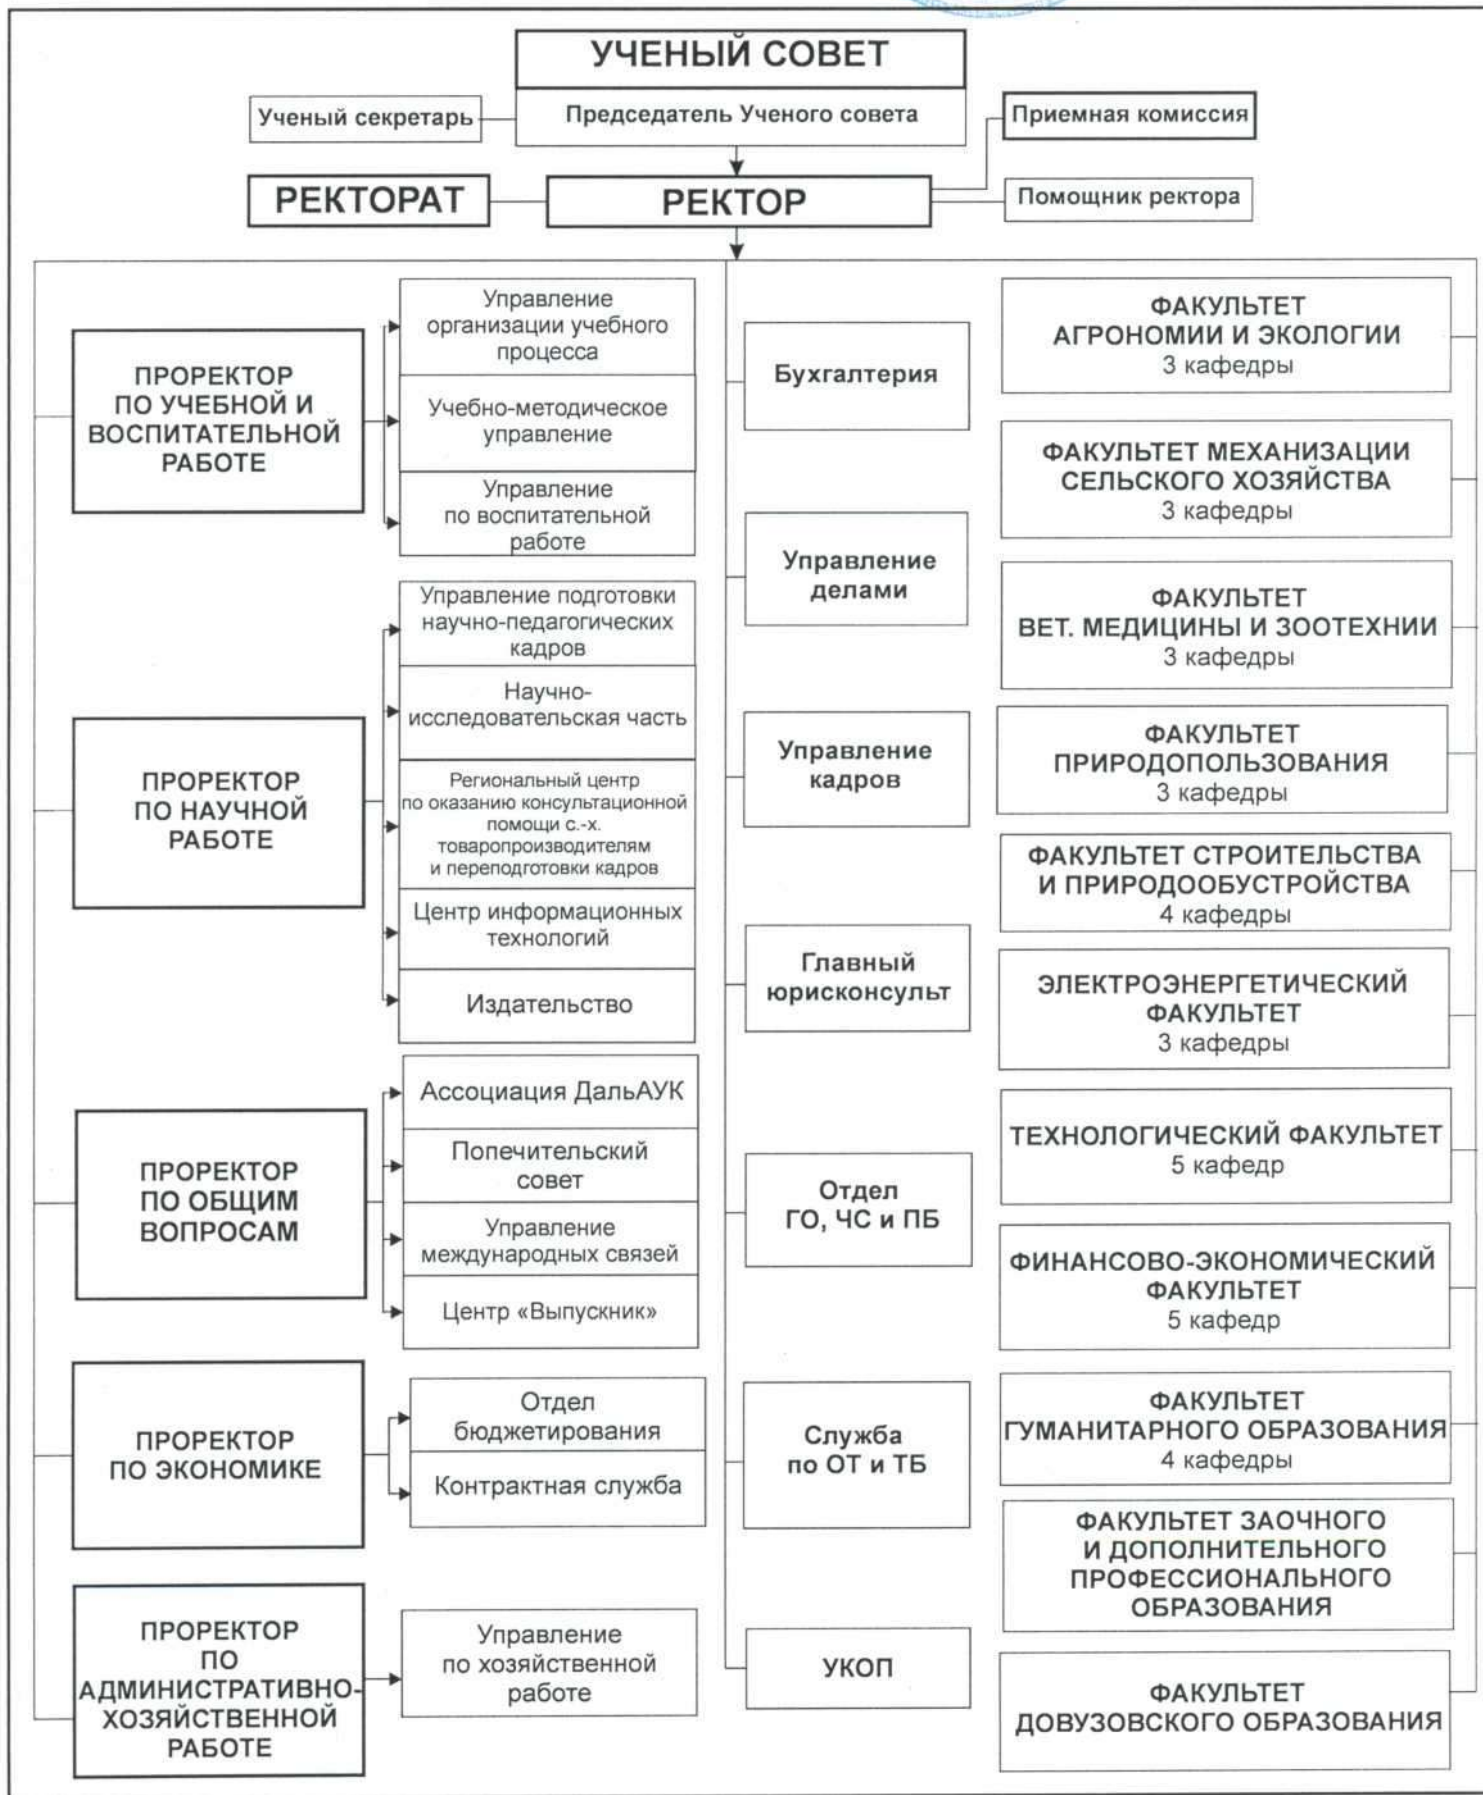 УЧЕНЫЙ СОВЕТ
Ученый секретарь
Председатель Ученого совета
Приемная комиссия
РЕКТОРАТ
РЕКТОР
Помощник ректора
ПРОРЕКТОР
ПО УЧЕБНОЙ И
ВОСПИТАТЕЛЬНОЙ
РАБОТЕ
Управление
организации учебного
процесса
Учебно-методическое
управление
Управление
по воспитательной
работе
ПРОРЕКТОР
ПО НАУЧНОЙ
РАБОТЕ
Управление подготовки
научно-педагогических
кадров
Научно-
исследовательская часть
Региональный центр
по оказанию консультационной
помощи с.-х.
товаропроизводителям
и переподготовки кадров
Центр информационных
технологий
Издательство
ПРОРЕКТОР
ПО ОБЩИМ
ВОПРОСАМ
Ассоциация ДальАУК
Попечительский
совет
Управление
международных связей
Центр «Выпускник»
ПРОРЕКТОР
ПО ЭКОНОМИКЕ
Отдел
бюджетирования
Контрактная служба
ПРОРЕКТОР
ПО
АДМИНИСТРАТИВНО-
ХОЗЯЙСТВЕННОЙ
РАБОТЕ
Управление
по хозяйственной
работе
Бухгалтерия
Управление
делами
Управление
кадров
Главный
юрисконсульт
Отдел
ГО, ЧС и ПБ
Служба
по ОТ и ТБ
УКОП
ФАКУЛЬТЕТ
АГРОНОМИИ И ЭКОЛОГИИ
3 кафедры
ФАКУЛЬТЕТ МЕХАНИЗАЦИИ
СЕЛЬСКОГО ХОЗЯЙСТВА
3 кафедры
ФАКУЛЬТЕТ
ВЕТ. МЕДИЦИНЫ И ЗООТЕХНИИ
3 кафедры
ФАКУЛЬТЕТ
ПРИРОДОПОЛЬЗОВАНИЯ
3 кафедры
ФАКУЛЬТЕТ СТРОИТЕЛЬСТВА
И ПРИРОДООБУСТРОЙСТВА
4 кафедры
ЭЛЕКТРОЭНЕРГЕТИЧЕСКИЙ
ФАКУЛЬТЕТ
3 кафедры
ТЕХНОЛОГИЧЕСКИЙ ФАКУЛЬТЕТ
5 кафедр
ФИНАНСОВО-ЭКОНОМИЧЕСКИЙ
ФАКУЛЬТЕТ
5 кафедр
ФАКУЛЬТЕТ
ГУМАНИТАРНОГО ОБРАЗОВАНИЯ
4 кафедры
ФАКУЛЬТЕТ ЗАОЧНОГО
И ДОПОЛНИТЕЛЬНОГО
ПРОФЕССИОНАЛЬНОГО
ОБРАЗОВАНИЯ
ФАКУЛЬТЕТ
ДОВУЗОВСКОГО ОБРАЗОВАНИЯ